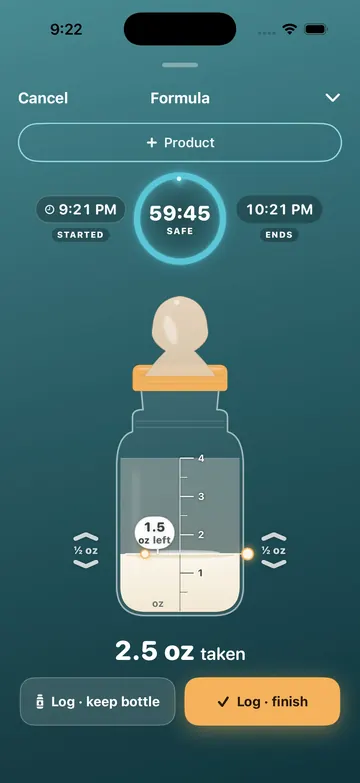 9:22
Cancel Formula
+ Product
9:21 PM
STARTED
59:45
SAFE
10:21 PM
ENDS
4
3
2
1
1.5
oz left
½ oz
½ oz
oz
2.5 oz taken
Log · keep bottle
Log · finish